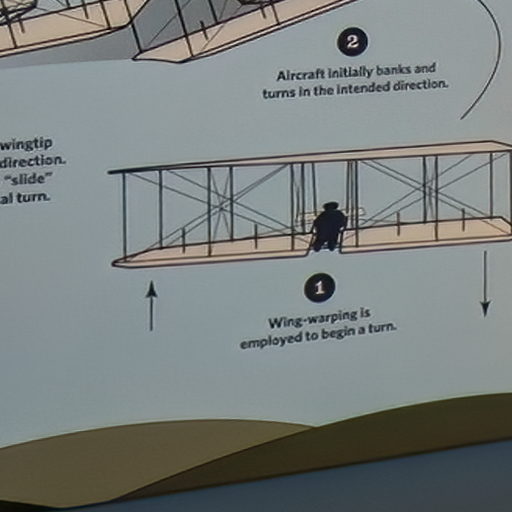 2
Aircraft initially banks and
turns in the intended direction.
wingtip
direction.
"slide"
al turn.
1
Wing-warping is
employed to begin a turn.